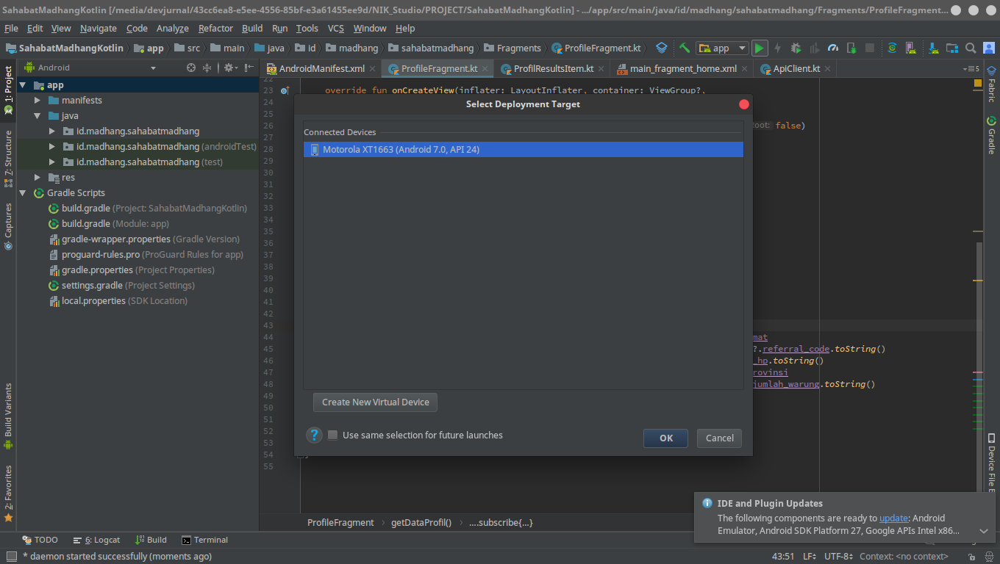 SahabatMadhangKotlin [/media/devjurnal/43cc6ea8-e5ee-4556-85bf-e3a61455ee9d/NIK_Studio/PROJECT/SahabatMadhangKotlin] - .../app/src/main/java/id/madhang/sahabatmadhang/Fragments/ProfileFragment...
File Edit View Navigate Code Analyze Refactor Build Run Tools VCS Window Help
SahabatMadhangKotlin app src main java id madhang sahabatmadhang Fragments ProfileFragment.kt app
1: Project
Android
AndroidManifest.xml ProfileFragment.kt ProfilResultsItem.kt main_fragment_home.xml ApiClient.kt
5
app
manifests
java
id.madhang.sahabatmadhang
id.madhang.sahabatmadhang (androidTest)
id.madhang.sahabatmadhang (test)
res
Gradle Scripts
build.gradle (Project: SahabatMadhangKotlin)
build.gradle (Module: app)
gradle-wrapper.properties (Gradle Version)
proguard-rules.pro (ProGuard Rules for app)
gradle.properties (Project Properties)
settings.gradle (Project Settings)
local.properties (SDK Location)
7: Structure
Captures
Build Variants
2: Favorites
22
23 override fun onCreateView(inflater: LayoutInflater, container: ViewGroup?,
24
25
26 Root: false)
27
28
29
30
31
32
33
34
35
36
37
38
39
40
41
42
43
44 mat
45 ?.referral_code.toString()
46 _hp.toString()
47 rovinsi
48 jumlah_warung.toString()
49
50
51
52
53
54
55
Select Deployment Target
Connected Devices
Motorola XT1663 (Android 7.0, API 24)
Create New Virtual Device
? Use same selection for future launches
OK Cancel
Fabric
Gradle
Device File E
IDE and Plugin Updates
The following components are ready to update: Android
Emulator, Android SDK Platform 27, Google APIs Intel x86...
ProfileFragment getDataProfil() ....subscribe{...}
TODO 6: Logcat Build Terminal
* daemon started successfully (moments ago)
43:51 LF UTF-8 Context: <no context>